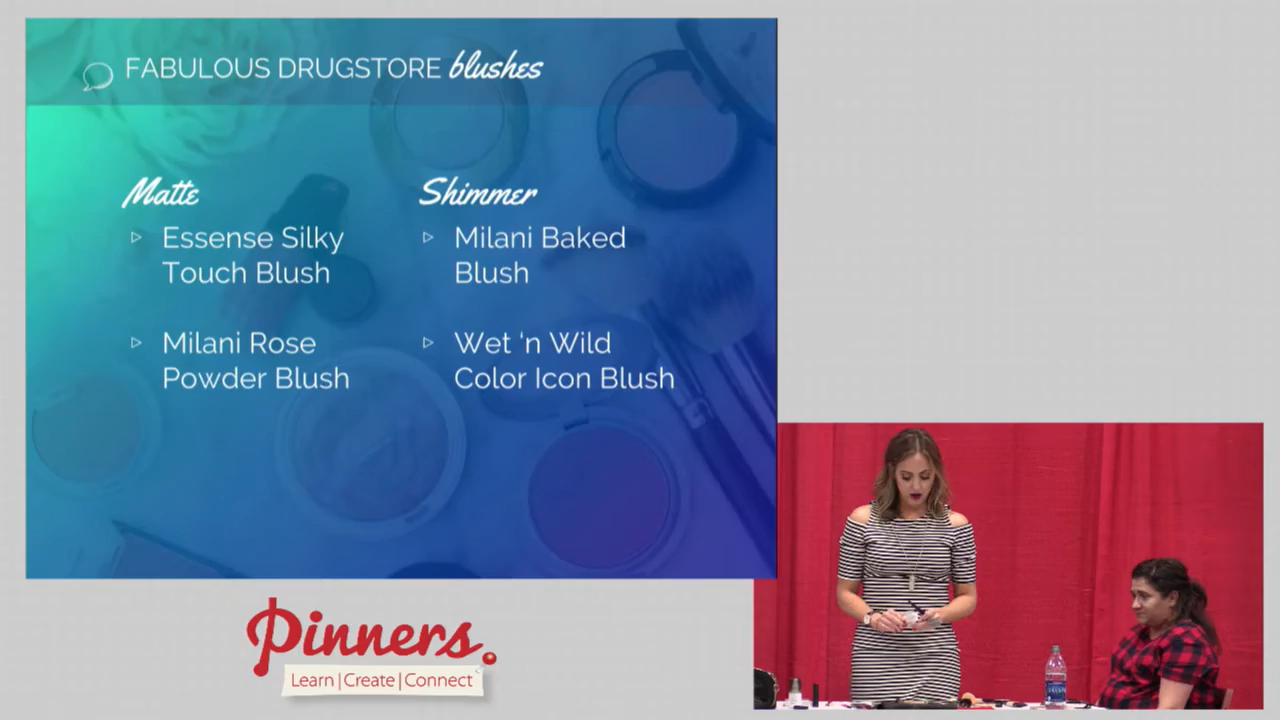 FABULOUS DRUGSTORE blushes
Matte
▹ Essense Silky
Touch Blush
▹ Milani Rose
Powder Blush
Shimmer
▹ Milani Baked
Blush
▹ Wet ‘n Wild
Color Icon Blush
Pinners.
Learn|Create|Connect